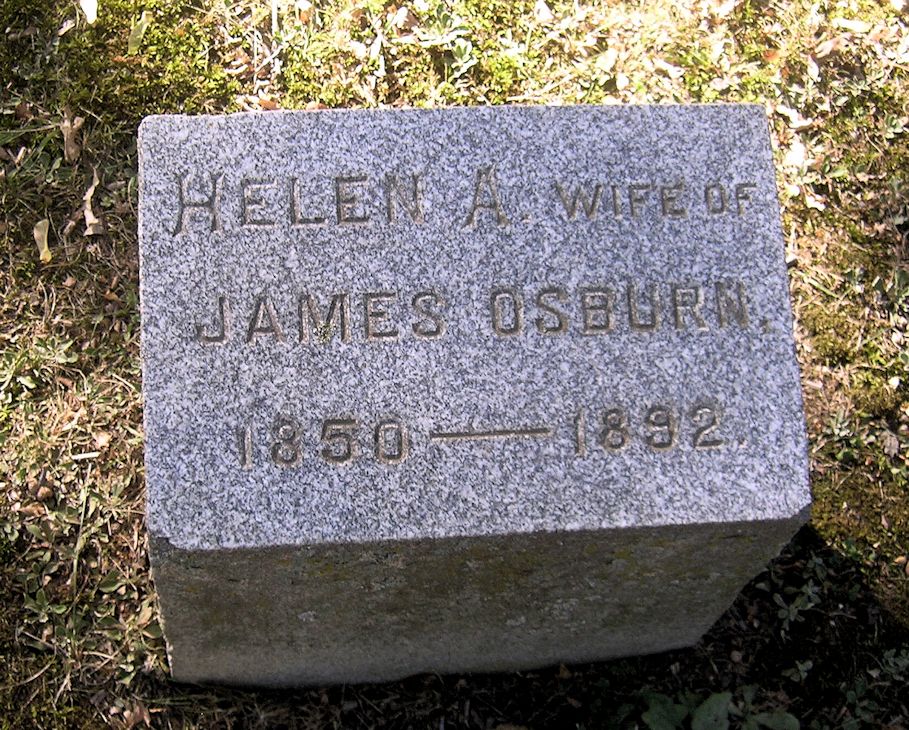 HELEN A. WIFE OF
JAMES OSBURN.
1850 — 1892.